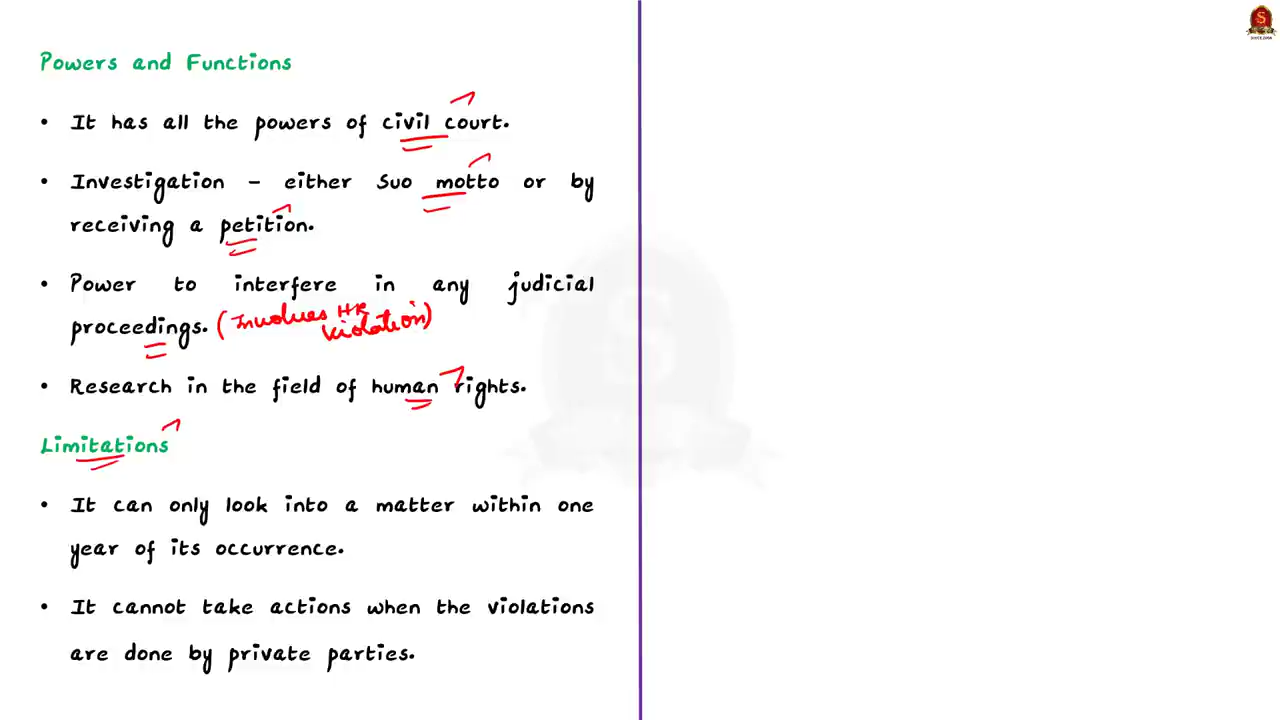 Powers and Functions
• It has all the powers of civil court.
• Investigation – either Suo motto or by
receiving a petition.
• Power to interfere in any judicial
proceedings. (Involves HR
violation)
• Research in the field of human rights.
Limitations
• It can only look into a matter within one
year of its occurrence.
• It cannot take actions when the violations
are done by private parties.